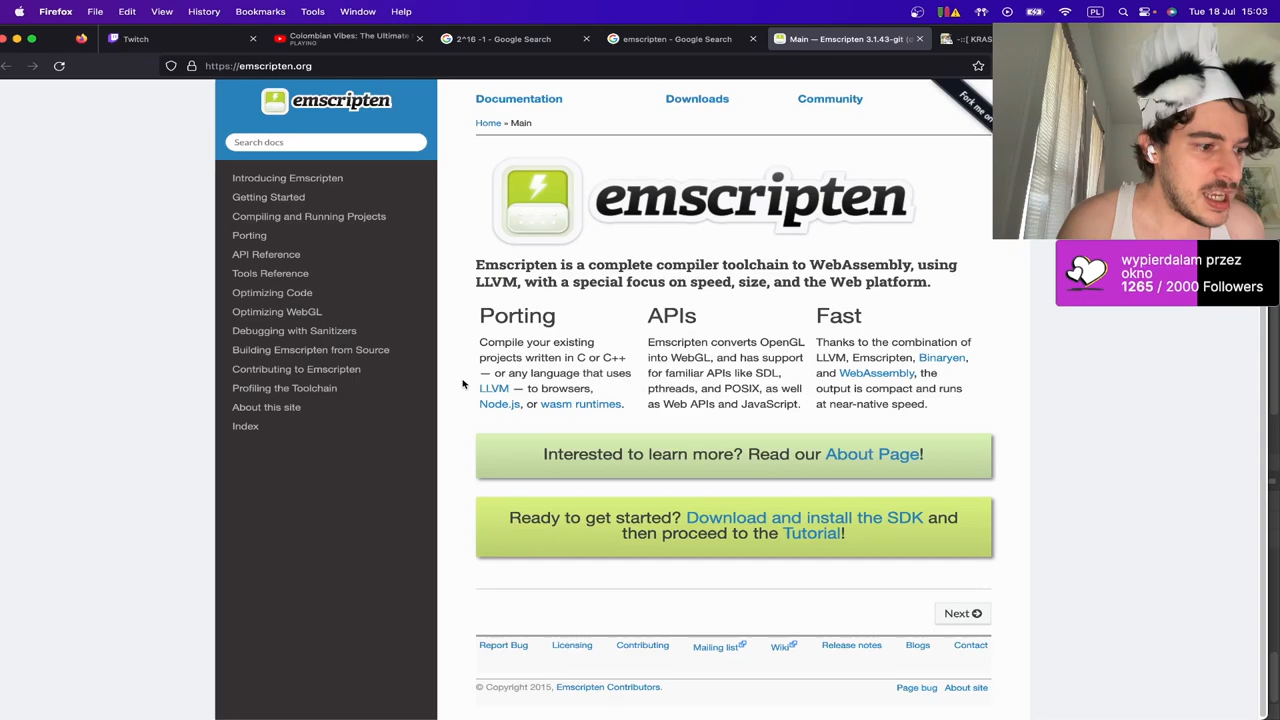 Firefox File Edit View History Bookmarks Tools Window Help PL Tue 18 Jul 15:03
Twitch
Colombian Vibes: The Ultimate
PLAYING
2^16 -1 - Google Search
emscripten - Google Search
Main — Emscripten 3.1.43-git (
-::[ KRAS
https://emscripten.org
emscripten
Search docs
Introducing Emscripten
Getting Started
Compiling and Running Projects
Porting
API Reference
Tools Reference
Optimizing Code
Optimizing WebGL
Debugging with Sanitizers
Building Emscripten from Source
Contributing to Emscripten
Profiling the Toolchain
About this site
Index
Documentation Downloads Community
Fork me on
Home » Main
emscripten
Emscripten is a complete compiler toolchain to WebAssembly, using
LLVM, with a special focus on speed, size, and the Web platform.
Porting
Compile your existing
projects written in C or C++
— or any language that uses
LLVM — to browsers,
Node.js, or wasm runtimes.
APIs
Emscripten converts OpenGL
into WebGL, and has support
for familiar APIs like SDL,
pthreads, and POSIX, as well
as Web APIs and JavaScript.
Fast
Thanks to the combination of
LLVM, Emscripten, Binaryen,
and WebAssembly, the
output is compact and runs
at near-native speed.
Interested to learn more? Read our About Page!
Ready to get started? Download and install the SDK and
then proceed to the Tutorial!
Next
Report Bug Licensing Contributing Mailing list Wiki Release notes Blogs Contact
© Copyright 2015, Emscripten Contributors.
Page bug About site
wypierdalam przez
okno
1265 / 2000 Followers